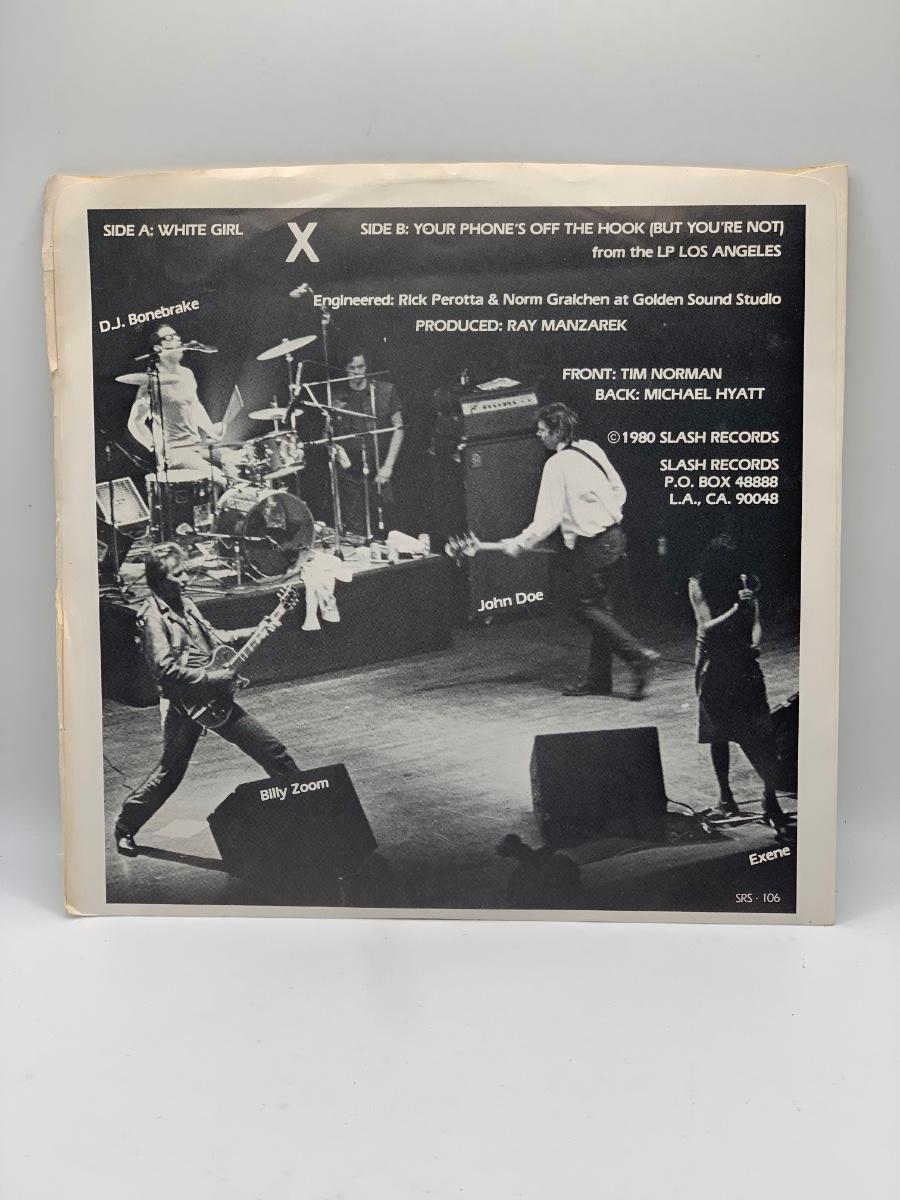 SIDE A: WHITE GIRL
X
SIDE B: YOUR PHONE'S OFF THE HOOK (BUT YOU'RE NOT)
from the LP LOS ANGELES
Engineered: Rick Perotta & Norm Graichen at Golden Sound Studio
PRODUCED: RAY MANZAREK
D.J. Bonebrake
FRONT: TIM NORMAN
BACK: MICHAEL HYATT
©1980 SLASH RECORDS
SLASH RECORDS
P.O. BOX 48888
L.A., CA. 90048
John Doe
Billy Zoom
Exene
SRS · 106